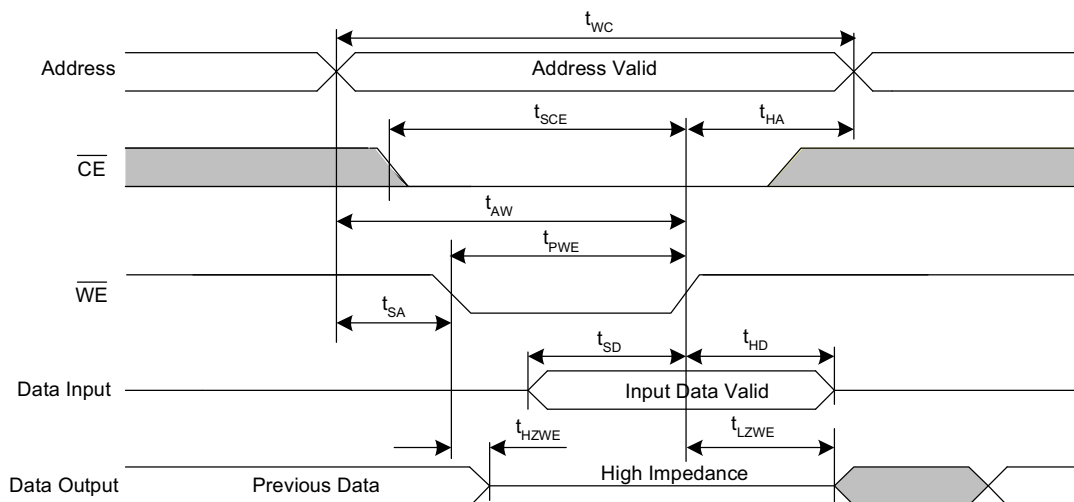 tWC
Address
Address Valid
tSCE
tHA
CE
tAW
tPWE
WE
tSA
tSD
tHD
Data Input
Input Data Valid
tHZWE
tLZWE
Data Output
Previous Data
High Impedance